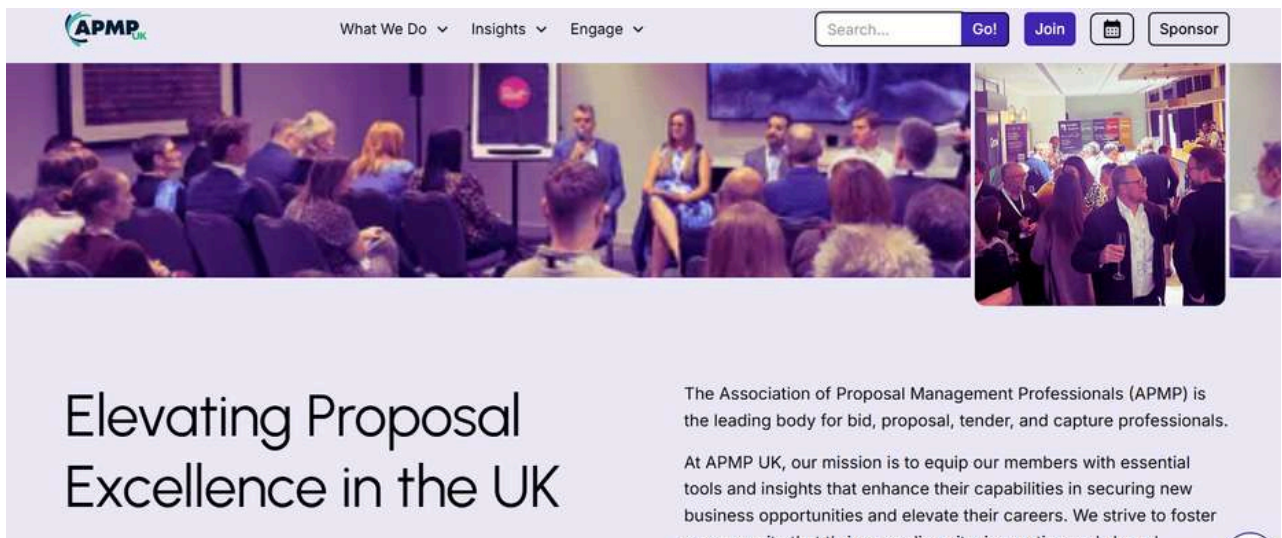 APMP UK
What We Do Insights Engage Search... Go! Join Sponsor
Elevating Proposal
Excellence in the UK
The Association of Proposal Management Professionals (APMP) is
the leading body for bid, proposal, tender, and capture professionals.
At APMP UK, our mission is to equip our members with essential
tools and insights that enhance their capabilities in securing new
business opportunities and elevate their careers. We strive to foster